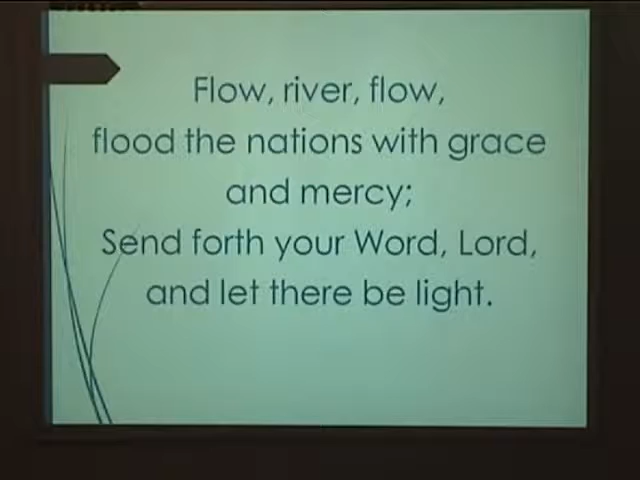 Flow, river, flow,
flood the nations with grace
and mercy;
Send forth your Word, Lord,
and let there be light.